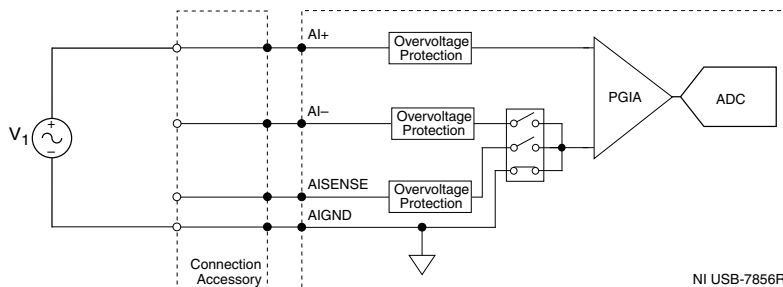 AI+
Overvoltage
Protection
PGIA
ADC
AI–
Overvoltage
Protection
V1
+
–
AISENSE
Overvoltage
Protection
AIGND
Connection
Accessory
NI USB-7856R